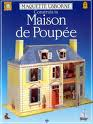 MAQUETTE USBORNE
Construis ta
Maison
de Poupée